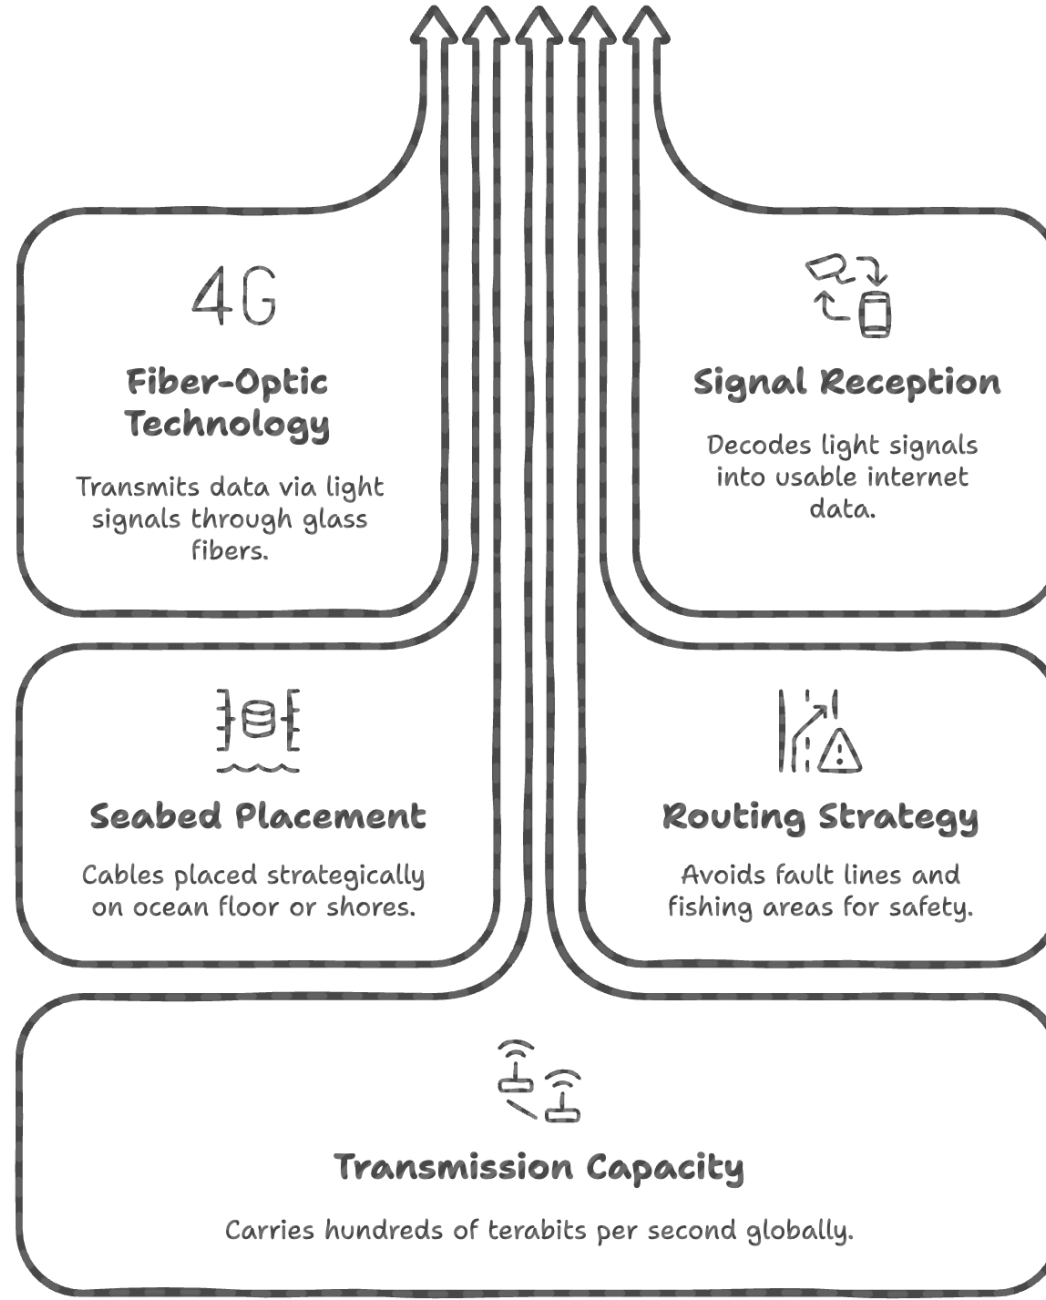 4G
Fiber-Optic
Technology
Transmits data via light
signals through glass
fibers.
Signal Reception
Decodes light signals
into usable internet
data.
Seabed Placement
Cables placed strategically
on ocean floor or shores.
Routing Strategy
Avoids fault lines and
fishing areas for safety.
Transmission Capacity
Carries hundreds of terabits per second globally.